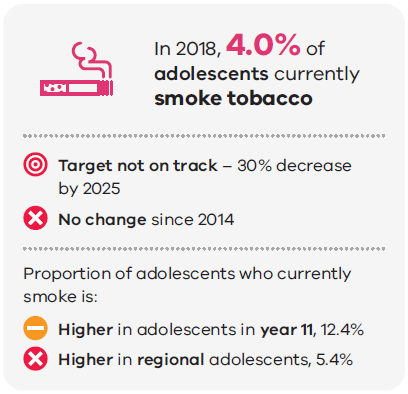 In 2018, 4.0% of
adolescents currently
smoke tobacco
Target not on track – 30% decrease
by 2025
No change since 2014
Proportion of adolescents who currently
smoke is:
Higher in adolescents in year 11, 12.4%
Higher in regional adolescents, 5.4%